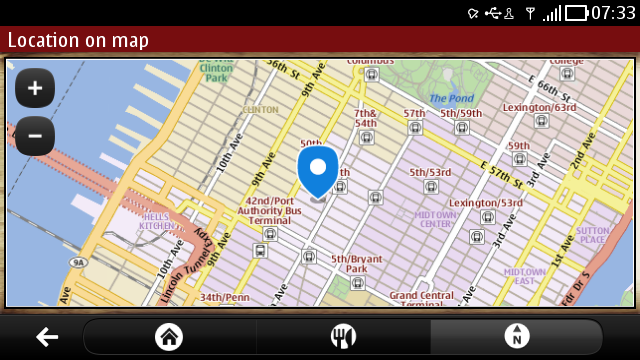 07:33
Location on map
De Witt
Clinton
Park
56th St
9th Ave
Columbus
College
E 66th St
The Pond
CLINTON
7th&
54th
57th
5th/59th
Lexington/63rd
2nd Ave
10th Ave
50th
59th
E 57th St
3rd Ave
9th Ave
5th/53rd
Lexington/53rd
42nd/Port
Authority Bus
Terminal
MIDTOWN
CENTER
HELL'S
KITCHEN
3rd Ave
SUTTON
PLACE
10th Ave
Lincoln Tunnel Expy
9th Ave
5th/Bryant
Park
1st Ave
9A
MIDTOWN
EAST
Ave
34th/Penn
Ave
Grand Central
Terminal
Fdr Dr S
N